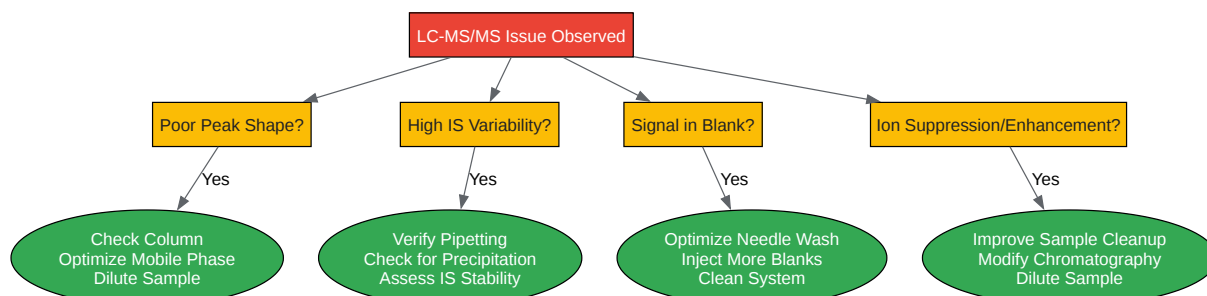 LC-MS/MS Issue Observed
Poor Peak Shape?
High IS Variability?
Signal in Blank?
Ion Suppression/Enhancement?
Yes
Yes
Yes
Yes
Check Column
Optimize Mobile Phase
Dilute Sample
Verify Pipetting
Check for Precipitation
Assess IS Stability
Optimize Needle Wash
Inject More Blanks
Clean System
Improve Sample Cleanup
Modify Chromatography
Dilute Sample